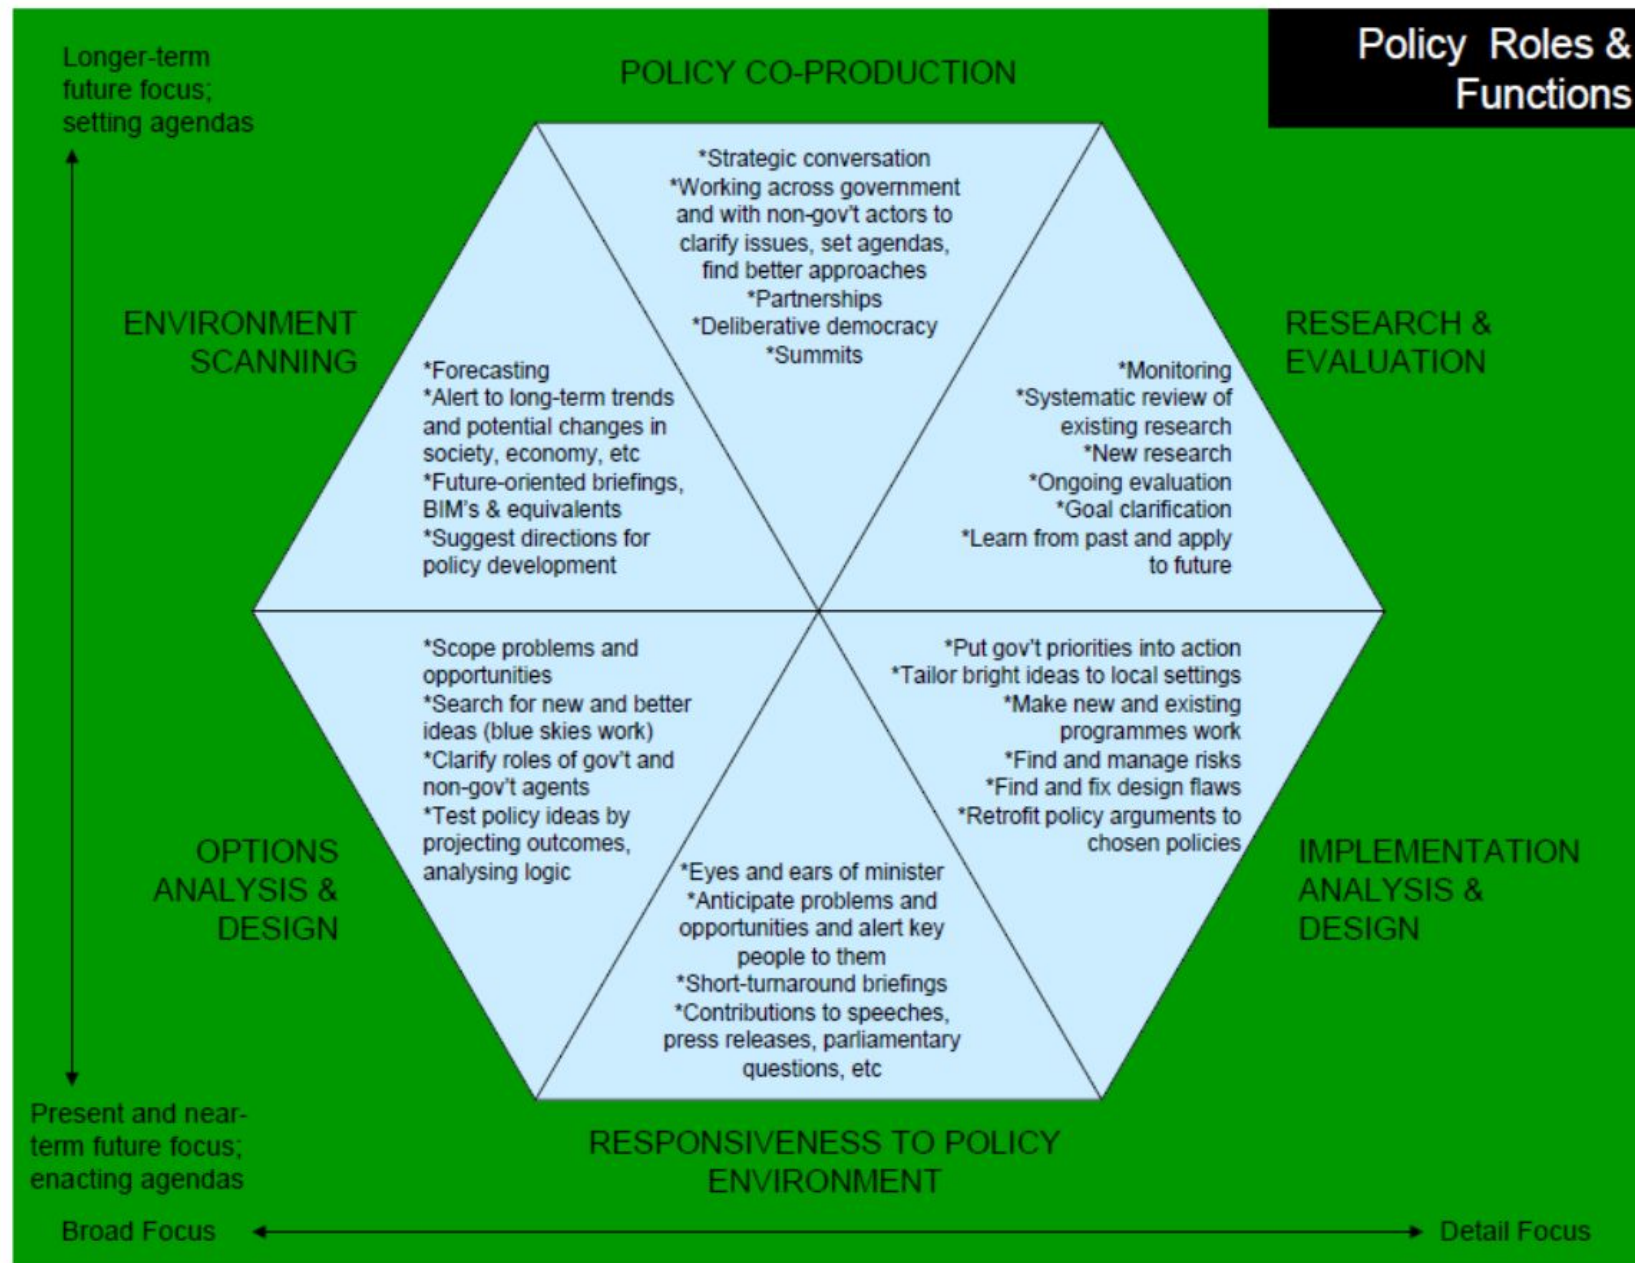 Policy Roles &
Functions
Longer-term
future focus;
setting agendas
POLICY CO-PRODUCTION
*Strategic conversation
*Working across government
and with non-gov't actors to
clarify issues, set agendas,
find better approaches
*Partnerships
*Deliberative democracy
*Summits
ENVIRONMENT
SCANNING
*Forecasting
*Alert to long-term trends
and potential changes in
society, economy, etc
*Future-oriented briefings,
BIM's & equivalents
*Suggest directions for
policy development
RESEARCH &
EVALUATION
*Monitoring
*Systematic review of
existing research
*New research
*Ongoing evaluation
*Goal clarification
*Learn from past and apply
to future
*Scope problems and
opportunities
*Search for new and better
ideas (blue skies work)
*Clarify roles of gov't and
non-gov't agents
*Test policy ideas by
projecting outcomes,
analysing logic
OPTIONS
ANALYSIS &
DESIGN
*Put gov't priorities into action
*Tailor bright ideas to local settings
*Make new and existing
programmes work
*Find and manage risks
*Find and fix design flaws
*Retrofit policy arguments to
chosen policies
IMPLEMENTATION
ANALYSIS &
DESIGN
*Eyes and ears of minister
*Anticipate problems and
opportunities and alert key
people to them
*Short-turnaround briefings
*Contributions to speeches,
press releases, parliamentary
questions, etc
RESPONSIVENESS TO POLICY
ENVIRONMENT
Present and near-
term future focus;
enacting agendas
Broad Focus
Detail Focus